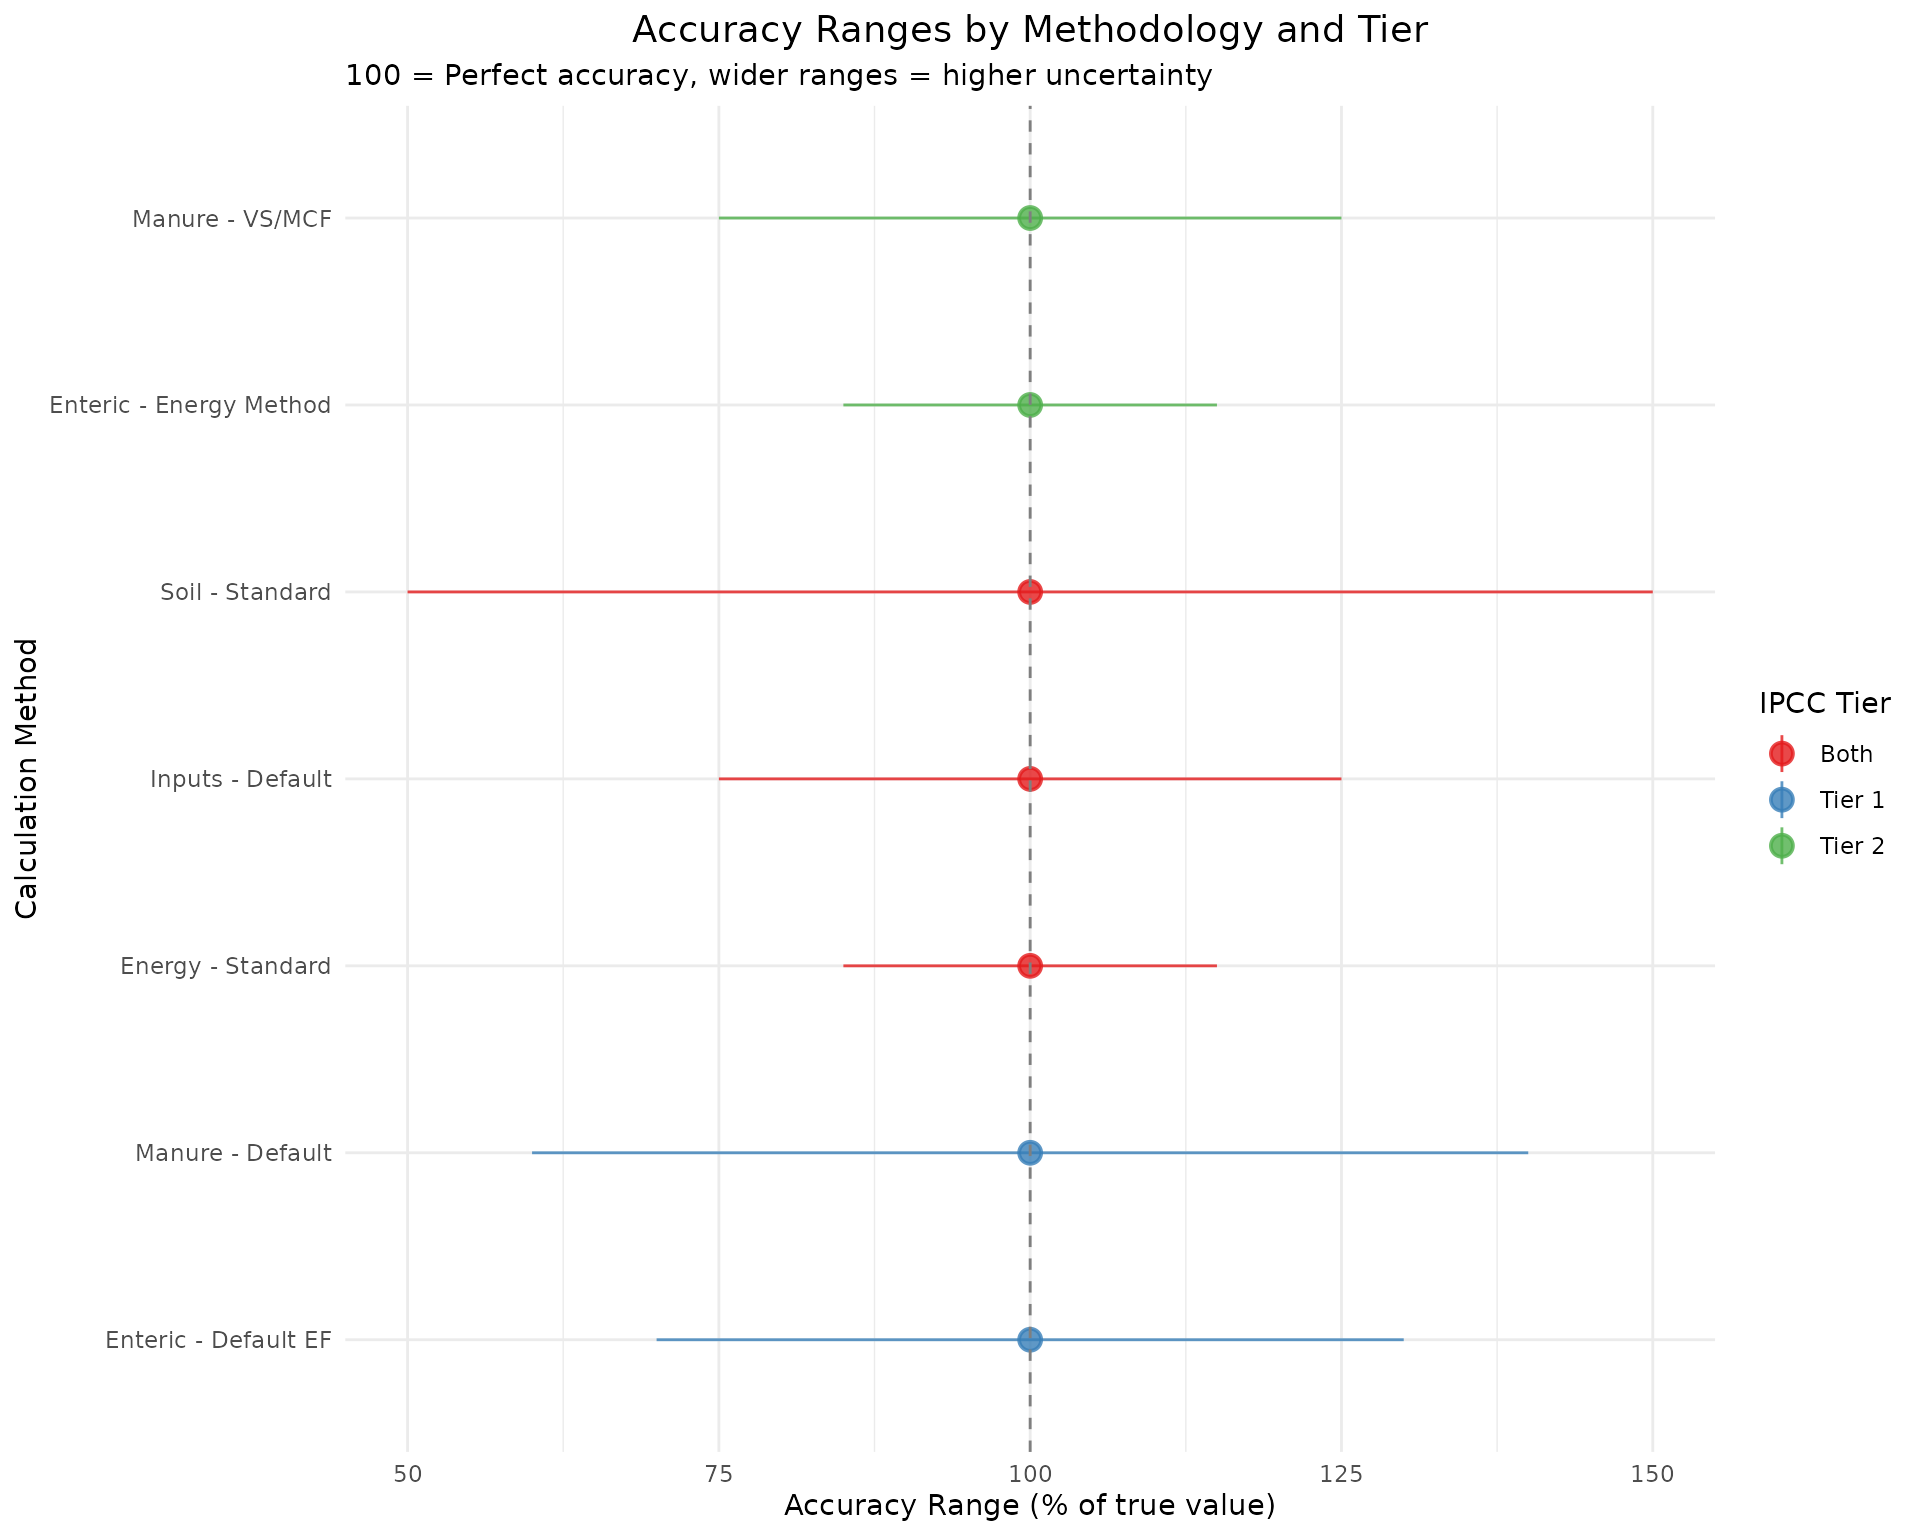 Accuracy Ranges by Methodology and Tier
100 = Perfect accuracy, wider ranges = higher uncertainty
Calculation Method
Manure - VS/MCF
Enteric - Energy Method
Soil - Standard
Inputs - Default
Energy - Standard
Manure - Default
Enteric - Default EF
50
75
100
125
150
Accuracy Range (% of true value)
IPCC Tier
Both
Tier 1
Tier 2